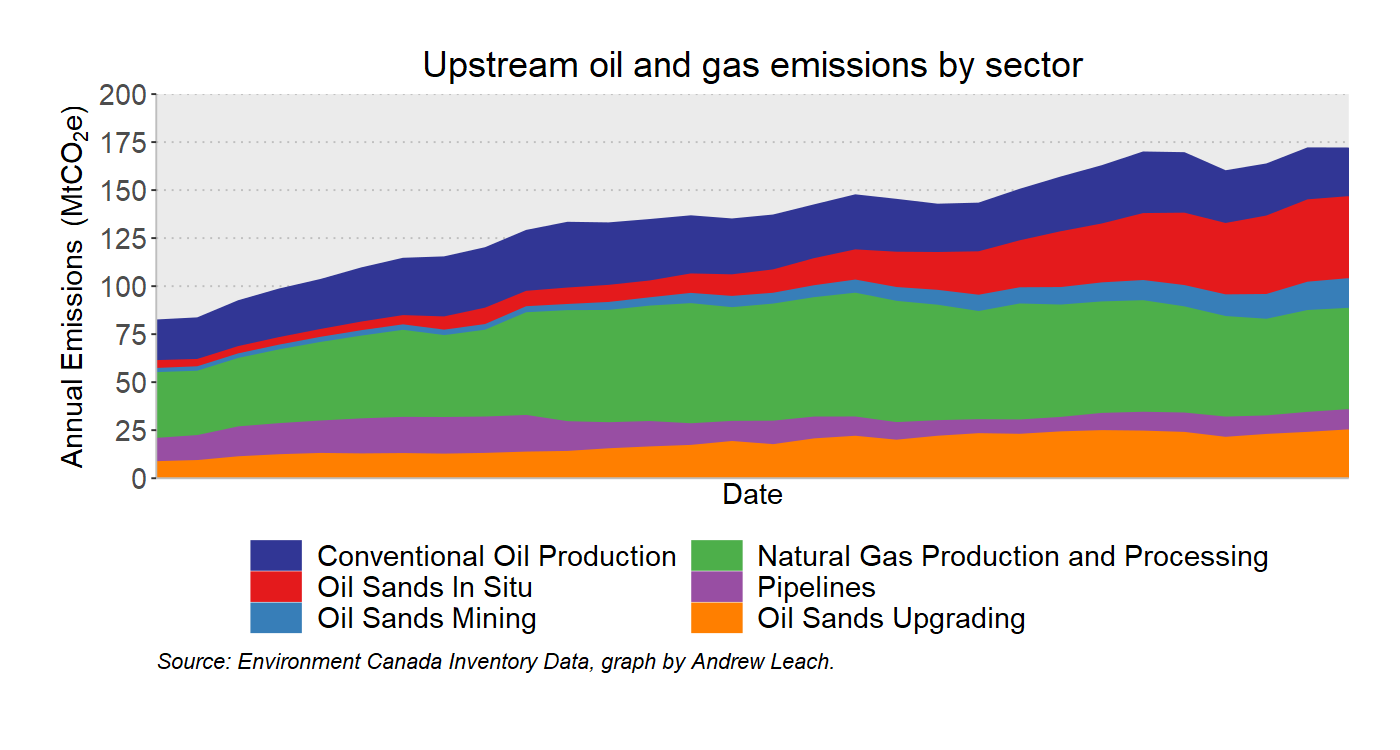 Upstream oil and gas emissions by sector
Annual Emissions (MtCO₂e)
200
175
150
125
100
75
50
25
0
Date
Conventional Oil Production
Natural Gas Production and Processing
Oil Sands In Situ
Pipelines
Oil Sands Mining
Oil Sands Upgrading
Source: Environment Canada Inventory Data, graph by Andrew Leach.